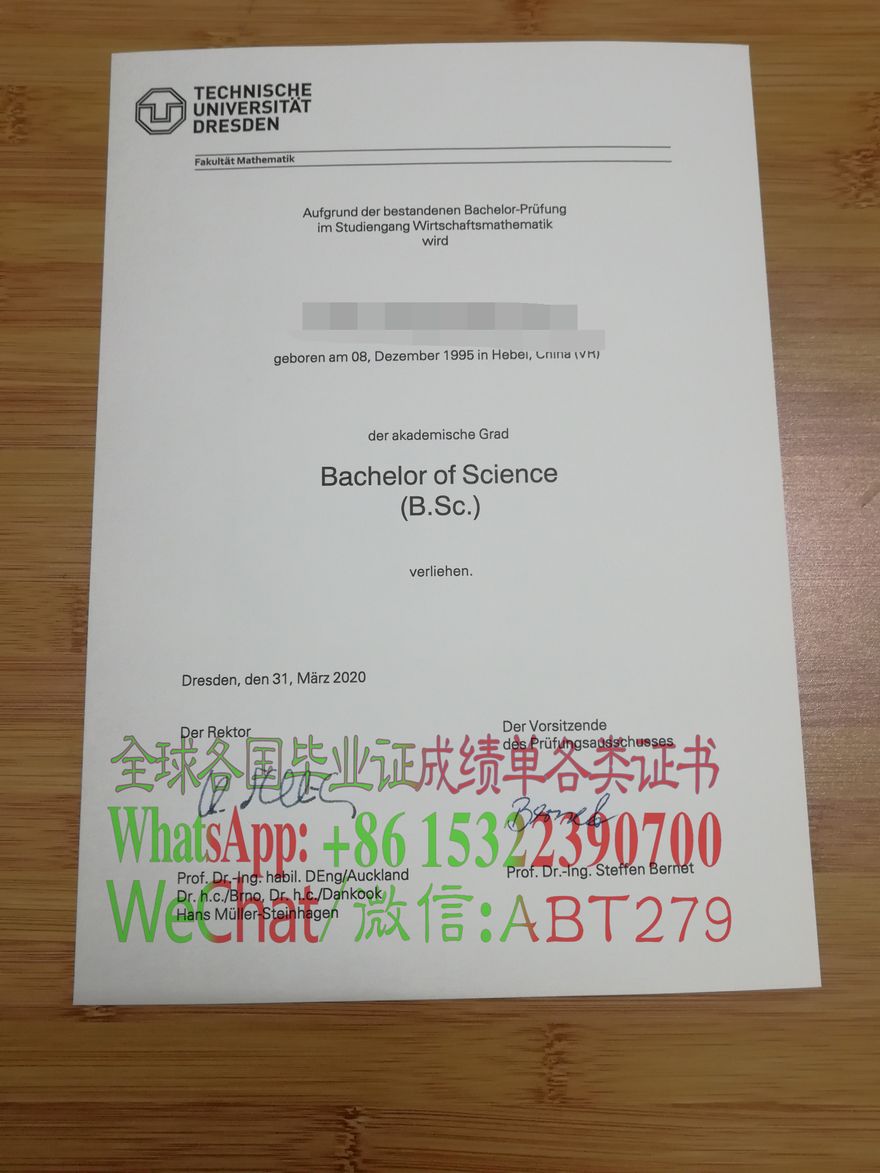 TECHNISCHE
UNIVERSITÄT
DRESDEN
Fakultät Mathematik
Aufgrund der bestandenen Bachelor-Prüfung
im Studiengang Wirtschaftsmathematik
wird
geboren am 08, Dezember 1995 in Hebei, China (VR)
der akademische Grad
Bachelor of Science
(B.Sc.)
verliehen.
Dresden, den 31, März 2020
Der Rektor
Der Vorsitzende
des Prüfungsausschusses
全球各国毕业证成绩单各类证书
WhatsApp: +86 15322390700
Prof. Dr.-Ing. habil. DEng/Auckland
Dr. h.c./Brno, Dr. h.c./Dankook
Hans Müller-Steinhagen
Prof. Dr.-Ing. Steffen Bernet
WeChat/微信:ABT279